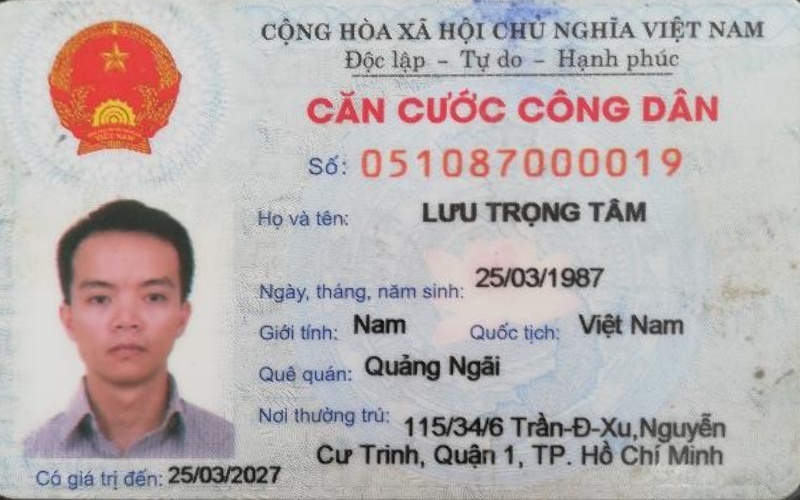 CỘNG HÒA XÃ HỘI CHỦ NGHĨA VIỆT NAM
Độc lập - Tự do - Hạnh phúc
CĂN CƯỚC CÔNG DÂN
Số: 051087000019
Họ và tên: LƯU TRỌNG TÂM
Ngày, tháng, năm sinh: 25/03/1987
Giới tính: Nam Quốc tịch: Việt Nam
Quê quán: Quảng Ngãi
Nơi thường trú: 115/34/6 Trần-Đ-Xu,Nguyễn
Cư Trinh, Quận 1, TP. Hồ Chí Minh
Có giá trị đến: 25/03/2027